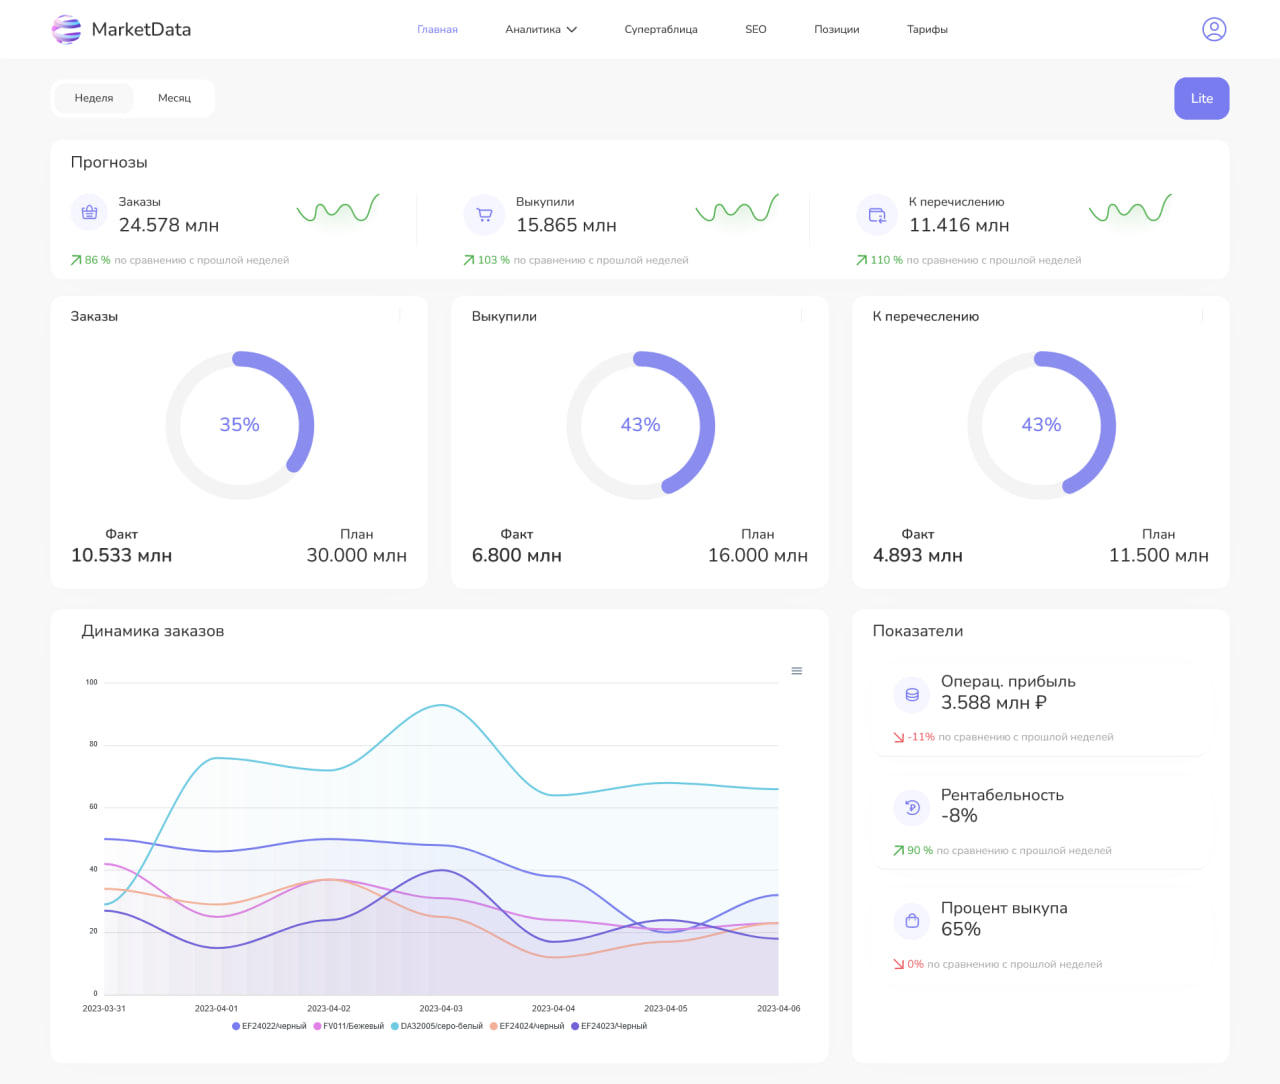 MarketData
Главная
Аналитика
Супертаблица
SEO
Позиции
Тарифы
Неделя
Месяц
Lite
Прогнозы
Заказы
24.578 млн
86 % по сравнению с прошлой неделей
Выкупили
15.865 млн
103 % по сравнению с прошлой неделей
К перечислению
11.416 млн
110 % по сравнению с прошлой неделей
Заказы
35%
Факт
План
10.533 млн
30.000 млн
Выкупили
43%
Факт
План
6.800 млн
16.000 млн
К перечеслению
43%
Факт
План
4.893 млн
11.500 млн
Динамика заказов
100
80
60
40
20
0
2023-03-31 2023-04-01 2023-04-02 2023-04-03 2023-04-04 2023-04-05 2023-04-06
EF24022/черный FV011/Бежевый DA32005/серо-белый EF24024/черный EF24023/Черный
Показатели
Операц. прибыль
3.588 млн ₽
-11% по сравнению с прошлой неделей
Рентабельность
-8%
90 % по сравнению с прошлой неделей
Процент выкупа
65%
0% по сравнению с прошлой неделей